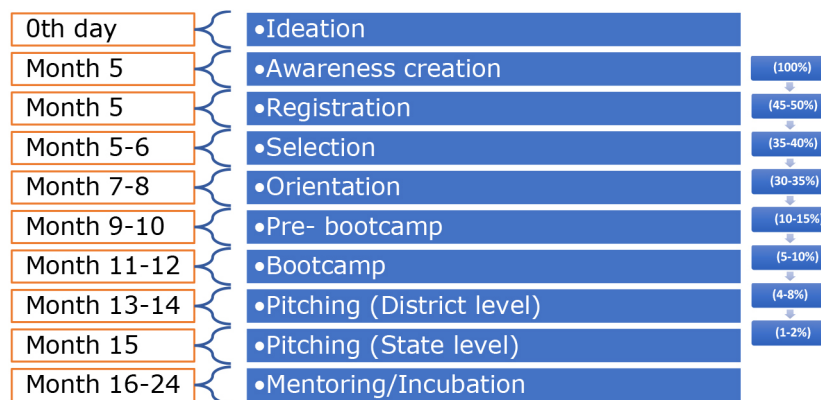 0th day
•Ideation
Month 5
•Awareness creation
(100%)
Month 5
•Registration
(45-50%)
Month 5-6
•Selection
(35-40%)
Month 7-8
•Orientation
(30-35%)
Month 9-10
•Pre- bootcamp
(10-15%)
Month 11-12
•Bootcamp
(5-10%)
Month 13-14
•Pitching (District level)
(4-8%)
Month 15
•Pitching (State level)
(1-2%)
Month 16-24
•Mentoring/Incubation